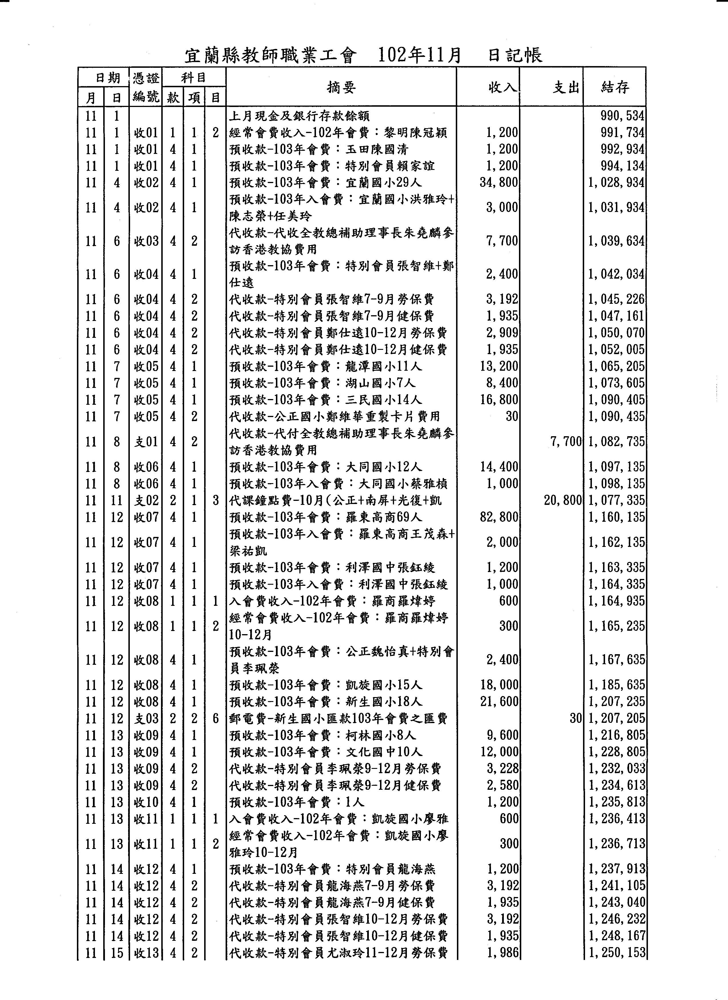 宜蘭縣教師職業工會 102年11月 日記帳
日期 憑證 科目 摘要 收入 支出 結存
月 日 編號 款 項 目
11 1 上月現金及銀行存款餘額 990,534
11 1 收01 1 1 2 經常會費收入-102年會費：黎明陳冠穎 1,200 991,734
11 1 收01 4 1 預收款-103年會費：玉田陳國清 1,200 992,934
11 1 收01 4 1 預收款-103年會費：特別會員賴家誼 1,200 994,134
11 4 收02 4 1 預收款-103年會費：宜蘭國小29人 34,800 1,028,934
11 4 收02 4 1 預收款-103年入會費：宜蘭國小洪雅玲+ 3,000 1,031,934
陳志榮+任美玲
11 6 收03 4 2 代收款-代收全教總補助理事長朱堯麟參 7,700 1,039,634
訪香港教協費用
11 6 收04 4 1 預收款-103年會費：特別會員張智維+鄭 2,400 1,042,034
仕遠
11 6 收04 4 2 代收款-特別會員張智維7-9月勞保費 3,192 1,045,226
11 6 收04 4 2 代收款-特別會員張智維7-9月健保費 1,935 1,047,161
11 6 收04 4 2 代收款-特別會員鄭仕遠10-12月勞保費 2,909 1,050,070
11 6 收04 4 2 代收款-特別會員鄭仕遠10-12月健保費 1,935 1,052,005
11 7 收05 4 1 預收款-103年會費：龍潭國小11人 13,200 1,065,205
11 7 收05 4 1 預收款-103年會費：湖山國小7人 8,400 1,073,605
11 7 收05 4 1 預收款-103年會費：三民國小14人 16,800 1,090,405
11 7 收05 4 2 代收款-公正國小鄭維華重製卡片費用 30 1,090,435
11 8 支01 4 2 代收款-代付全教總補助理事長朱堯麟參 7,700 1,082,735
訪香港教協費用
11 8 收06 4 1 預收款-103年會費：大同國小12人 14,400 1,097,135
11 8 收06 4 1 預收款-103年入會費：大同國小蔡雅楨 1,000 1,098,135
11 11 支02 2 1 3 代課鐘點費-10月(公正+南屏+光復+凱 20,800 1,077,335
11 12 收07 4 1 預收款-103年會費：羅東高商69人 82,800 1,160,135
11 12 收07 4 1 預收款-103年入會費：羅東高商王茂森+ 2,000 1,162,135
梁祐凱
11 12 收07 4 1 預收款-103年會費：利澤國中張鈺綾 1,200 1,163,335
11 12 收07 4 1 預收款-103年入會費：利澤國中張鈺綾 1,000 1,164,335
11 12 收08 1 1 1 入會費收入-102年會費：羅商羅煒婷 600 1,164,935
11 12 收08 1 1 2 經常會費收入-102年會費：羅商羅煒婷 300 1,165,235
10-12月
11 12 收08 4 1 預收款-103年會費：公正魏怡真+特別會 2,400 1,167,635
員李珮榮
11 12 收08 4 1 預收款-103年會費：凱旋國小15人 18,000 1,185,635
11 12 收08 4 1 預收款-103年會費：新生國小18人 21,600 1,207,235
11 12 支03 2 2 6 郵電費-新生國小匯款103年會費之匯費 30 1,207,205
11 13 收09 4 1 預收款-103年會費：柯林國小8人 9,600 1,216,805
11 13 收09 4 1 預收款-103年會費：文化國中10人 12,000 1,228,805
11 13 收09 4 2 代收款-特別會員李珮榮9-12月勞保費 3,228 1,232,033
11 13 收09 4 2 代收款-特別會員李珮榮9-12月健保費 2,580 1,234,613
11 13 收10 4 1 預收款-103年會費：1人 1,200 1,235,813
11 13 收11 1 1 1 入會費收入-102年會費：凱旋國小廖雅 600 1,236,413
11 13 收11 1 1 2 經常會費收入-102年會費：凱旋國小廖 300 1,236,713
雅玲10-12月
11 14 收12 4 1 預收款-103年會費：特別會員龍海燕 1,200 1,237,913
11 14 收12 4 2 代收款-特別會員龍海燕7-9月勞保費 3,192 1,241,105
11 14 收12 4 2 代收款-特別會員龍海燕7-9月健保費 1,935 1,243,040
11 14 收12 4 2 代收款-特別會員張智維10-12月勞保費 3,192 1,246,232
11 14 收12 4 2 代收款-特別會員張智維10-12月健保費 1,935 1,248,167
11 15 收13 4 2 代收款-特別會員尤淑玲11-12月勞保費 1,986 1,250,153